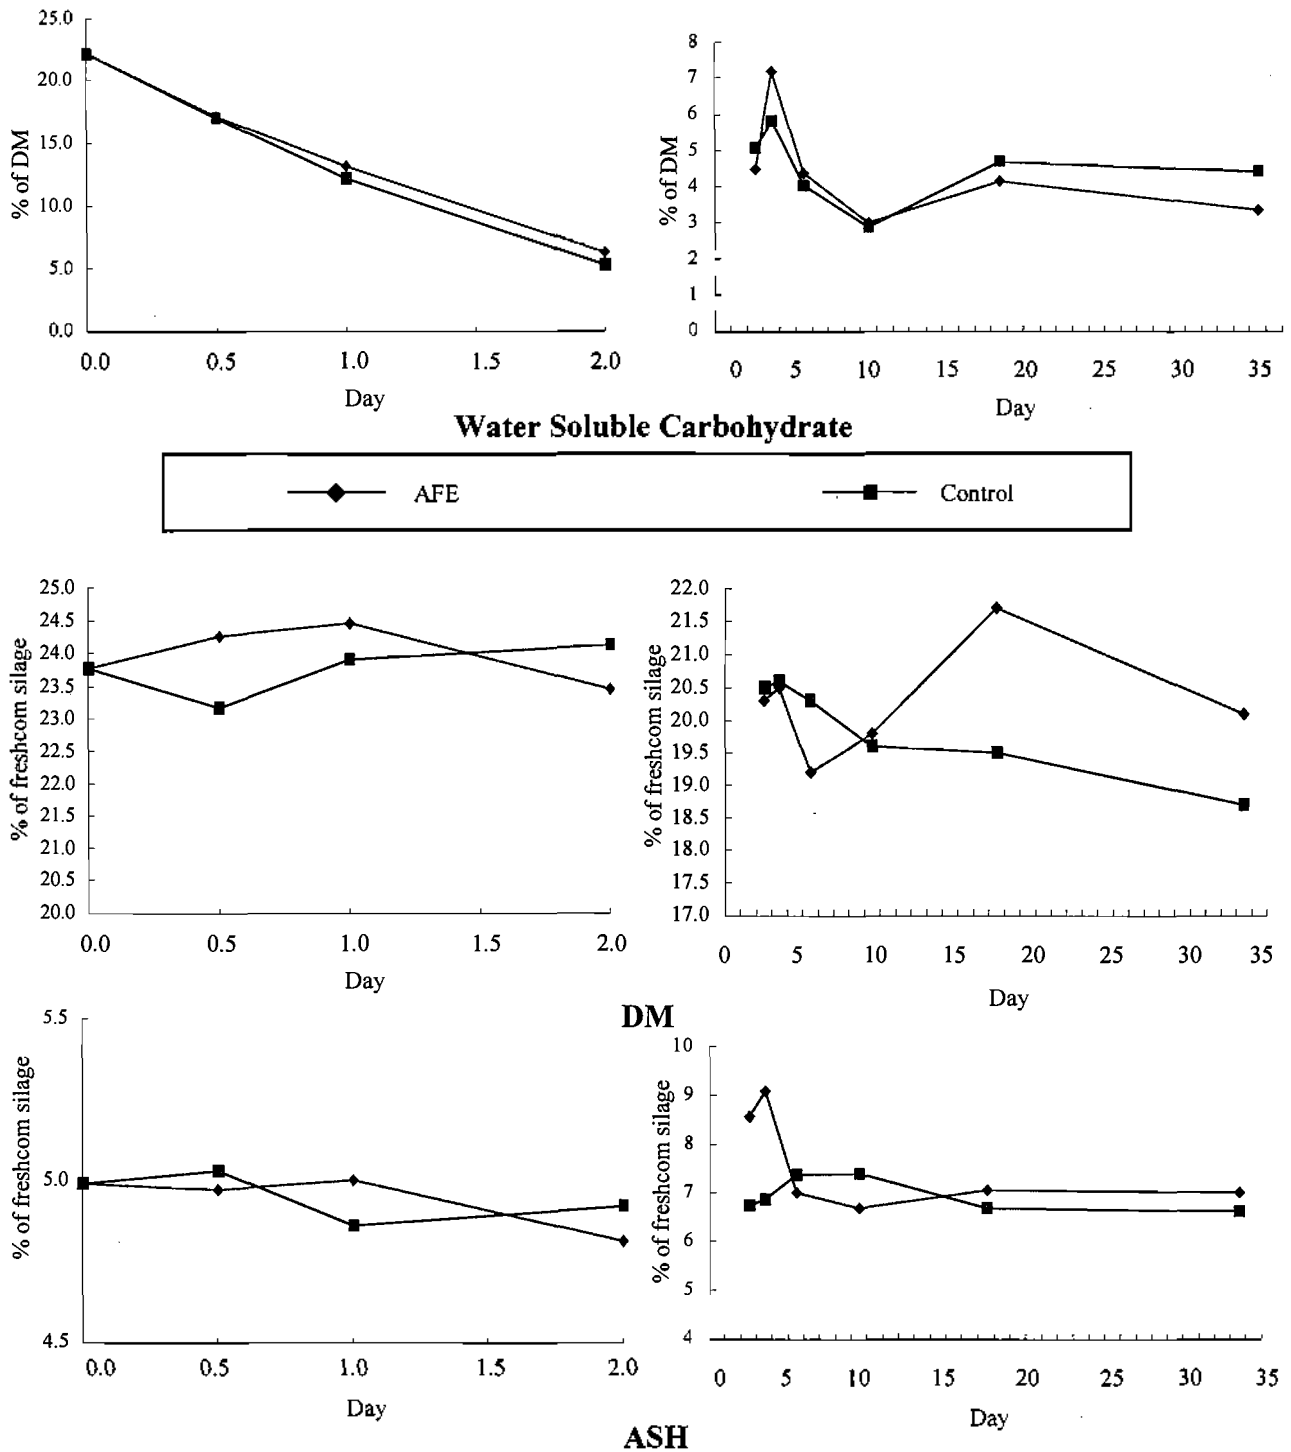 25.0
20.0
15.0
10.0
5.0
0.0
% of DM
0.0 0.5 1.0 1.5 2.0
Day
8
7
6
5
4
3
2
1
0
% of DM
0 5 10 15 20 25 30 35
Day
Water Soluble Carbohydrate
AFE Control
25.0
24.5
24.0
23.5
23.0
22.5
22.0
21.5
21.0
20.5
20.0
% of freshcom silage
0.0 0.5 1.0 1.5 2.0
Day
22.0
21.5
21.0
20.5
20.0
19.5
19.0
18.5
18.0
17.5
17.0
% of freshcom silage
0 5 10 15 20 25 30 35
Day
DM
5.5
5.0
4.5
% of freshcom silage
0.0 0.5 1.0 1.5 2.0
Day
10
9
8
7
6
5
4
% of freshcom silage
0 5 10 15 20 25 30 35
Day
ASH